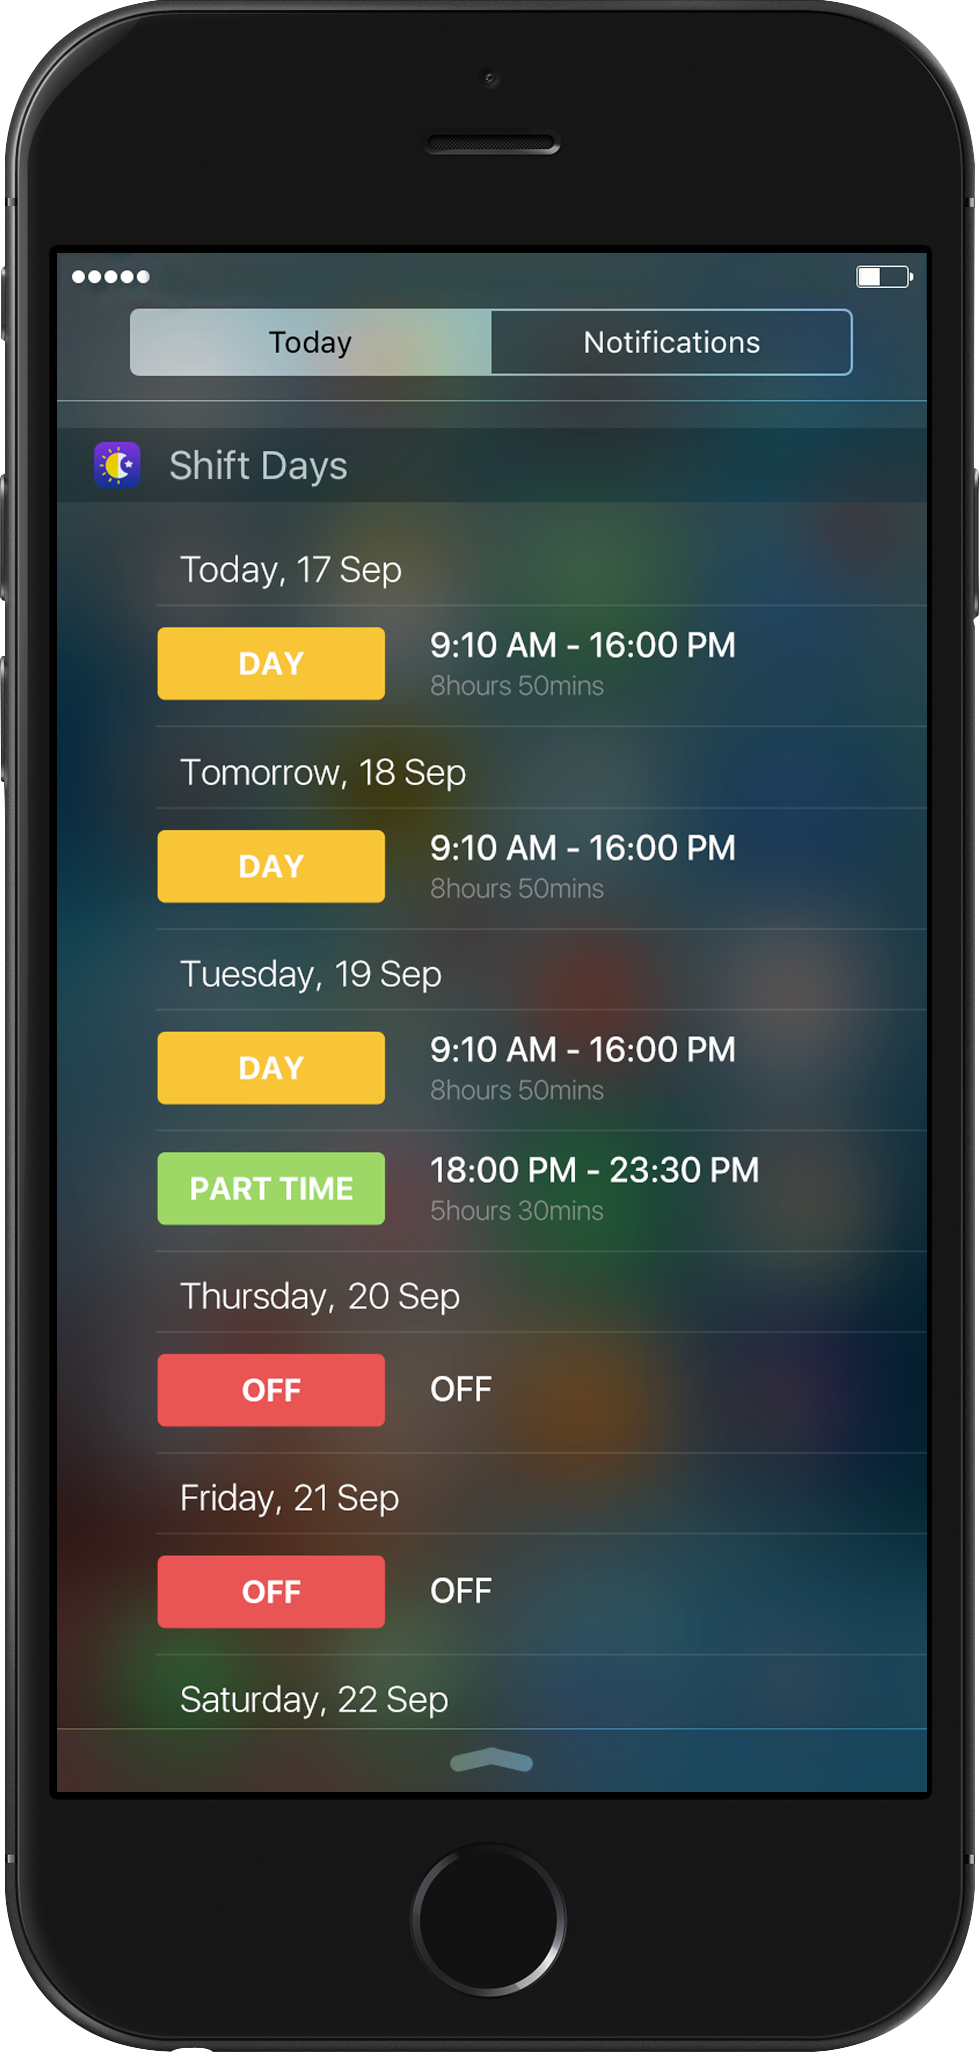 Today
Notifications
Shift Days
Today, 17 Sep
DAY
9:10 AM - 16:00 PM
8hours 50mins
Tomorrow, 18 Sep
DAY
9:10 AM - 16:00 PM
8hours 50mins
Tuesday, 19 Sep
DAY
9:10 AM - 16:00 PM
8hours 50mins
PART TIME
18:00 PM - 23:30 PM
5hours 30mins
Thursday, 20 Sep
OFF
OFF
Friday, 21 Sep
OFF
OFF
Saturday, 22 Sep